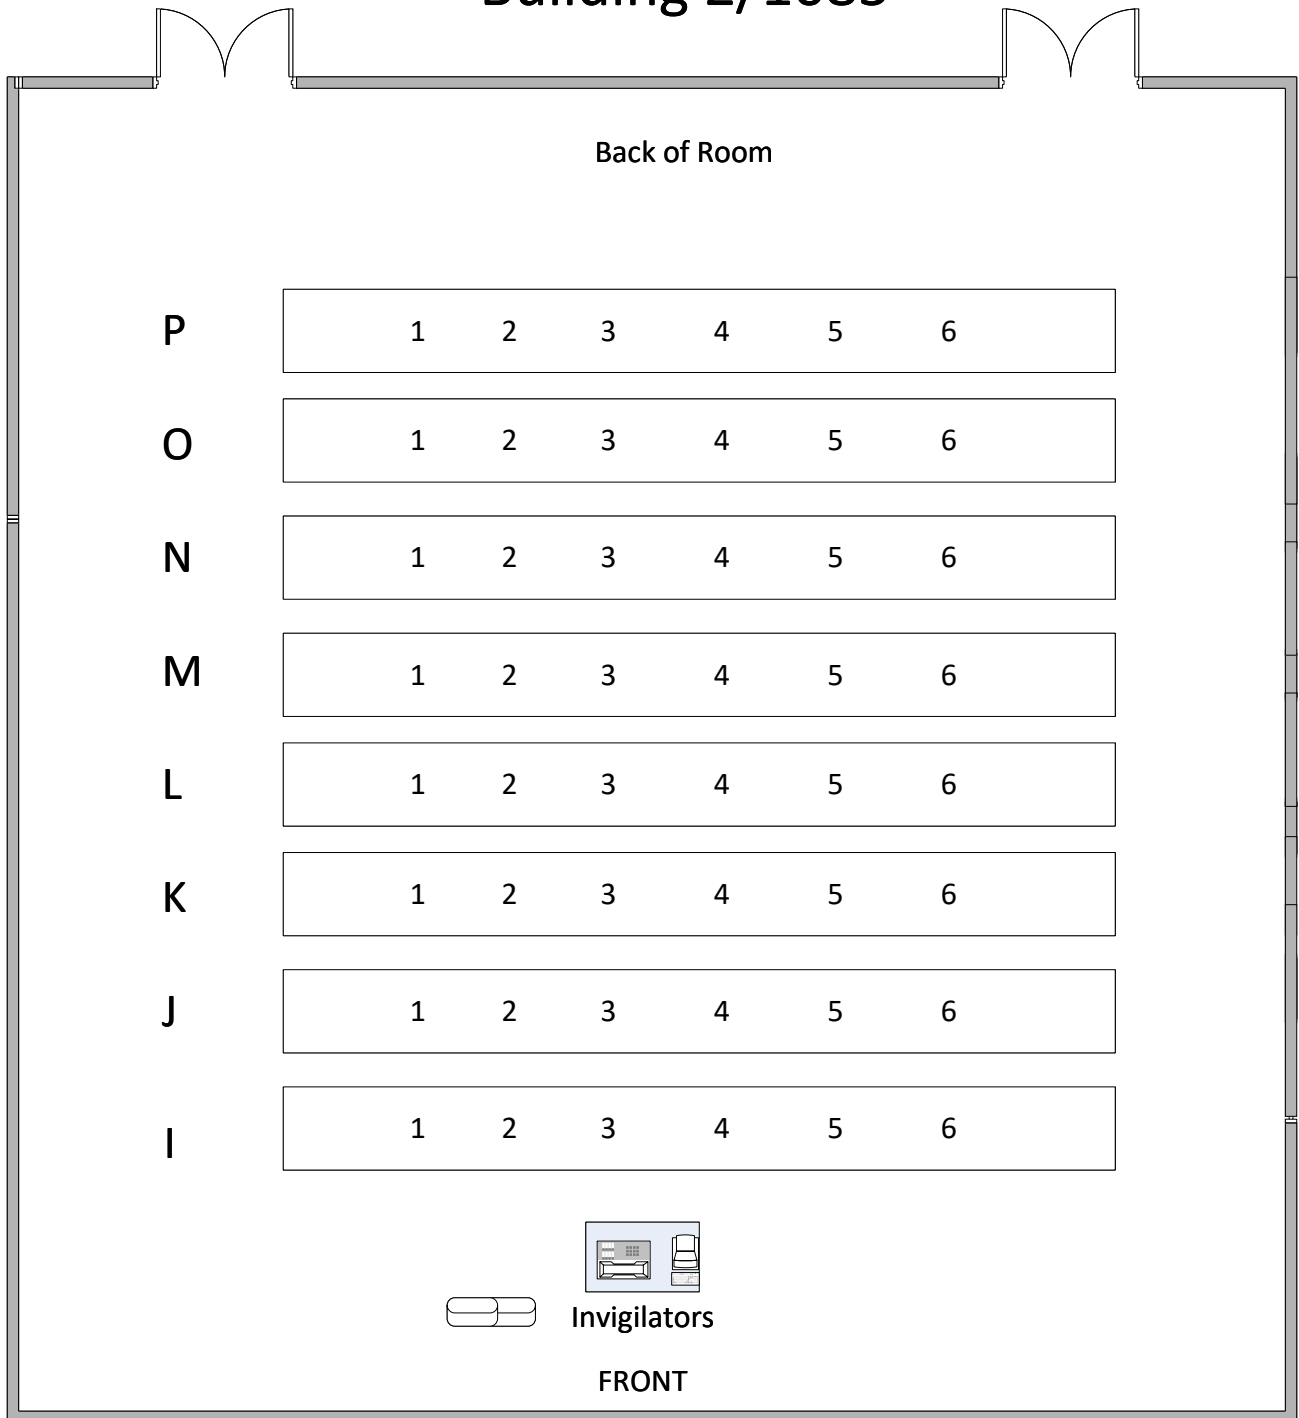 Back of Room
P 1 2 3 4 5 6
O 1 2 3 4 5 6
N 1 2 3 4 5 6
M 1 2 3 4 5 6
L 1 2 3 4 5 6
K 1 2 3 4 5 6
J 1 2 3 4 5 6
I 1 2 3 4 5 6
Invigilators
FRONT